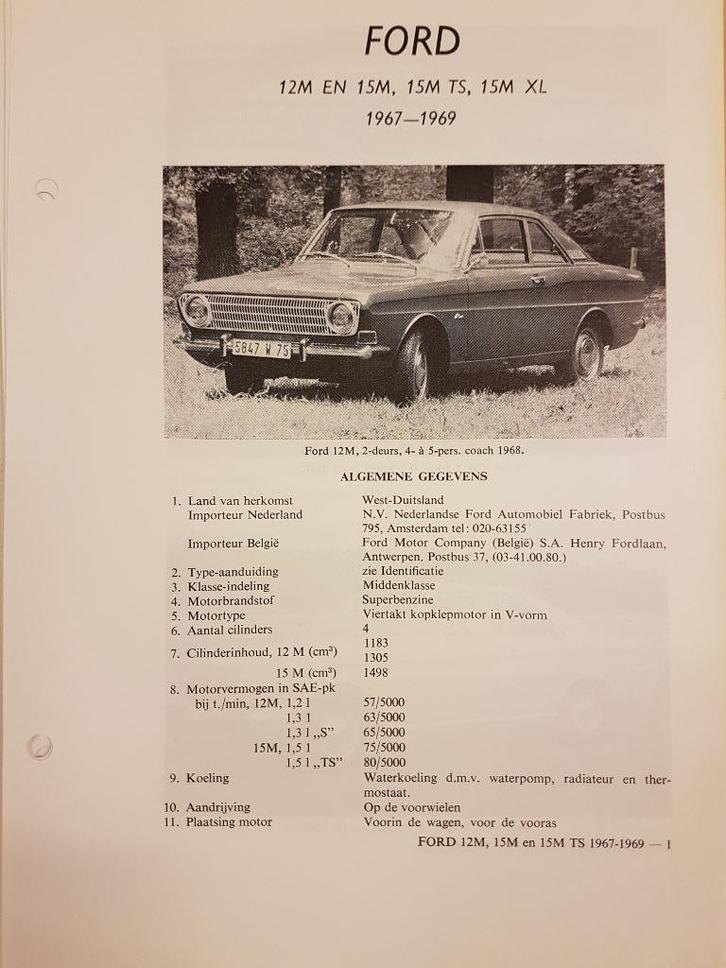 FORD
12M EN 15M, 15M TS, 15M XL
1967—1969
5847 W 75
Ford 12M, 2-deurs, 4- à 5-pers. coach 1968.
ALGEMENE GEGEVENS
1. Land van herkomst West-Duitsland
Importeur Nederland N.V. Nederlandse Ford Automobiel Fabriek, Postbus
795, Amsterdam tel: 020-63155
Importeur België Ford Motor Company (België) S.A. Henry Fordlaan,
Antwerpen, Postbus 37, (03-41.00.80.)
2. Type-aanduiding zie Identificatie
3. Klasse-indeling Middenklasse
4. Motorbrandstof Superbenzine
5. Motortype Viertakt kopklepmotor in V-vorm
6. Aantal cilinders 4
7. Cilinderinhoud, 12 M (cm³) 1183
1305
15 M (cm³) 1498
8. Motorvermogen in SAE-pk
bij t./min, 12M, 1,2 l 57/5000
1,3 l 63/5000
1,3 l „S” 65/5000
15M, 1,5 l 75/5000
1,5 l „TS” 80/5000
9. Koeling Waterkoeling d.m.v. waterpomp, radiateur en ther-
mostaat.
10. Aandrijving Op de voorwielen
11. Plaatsing motor Voorin de wagen, voor de vooras
FORD 12M, 15M en 15M TS 1967-1969 — 1